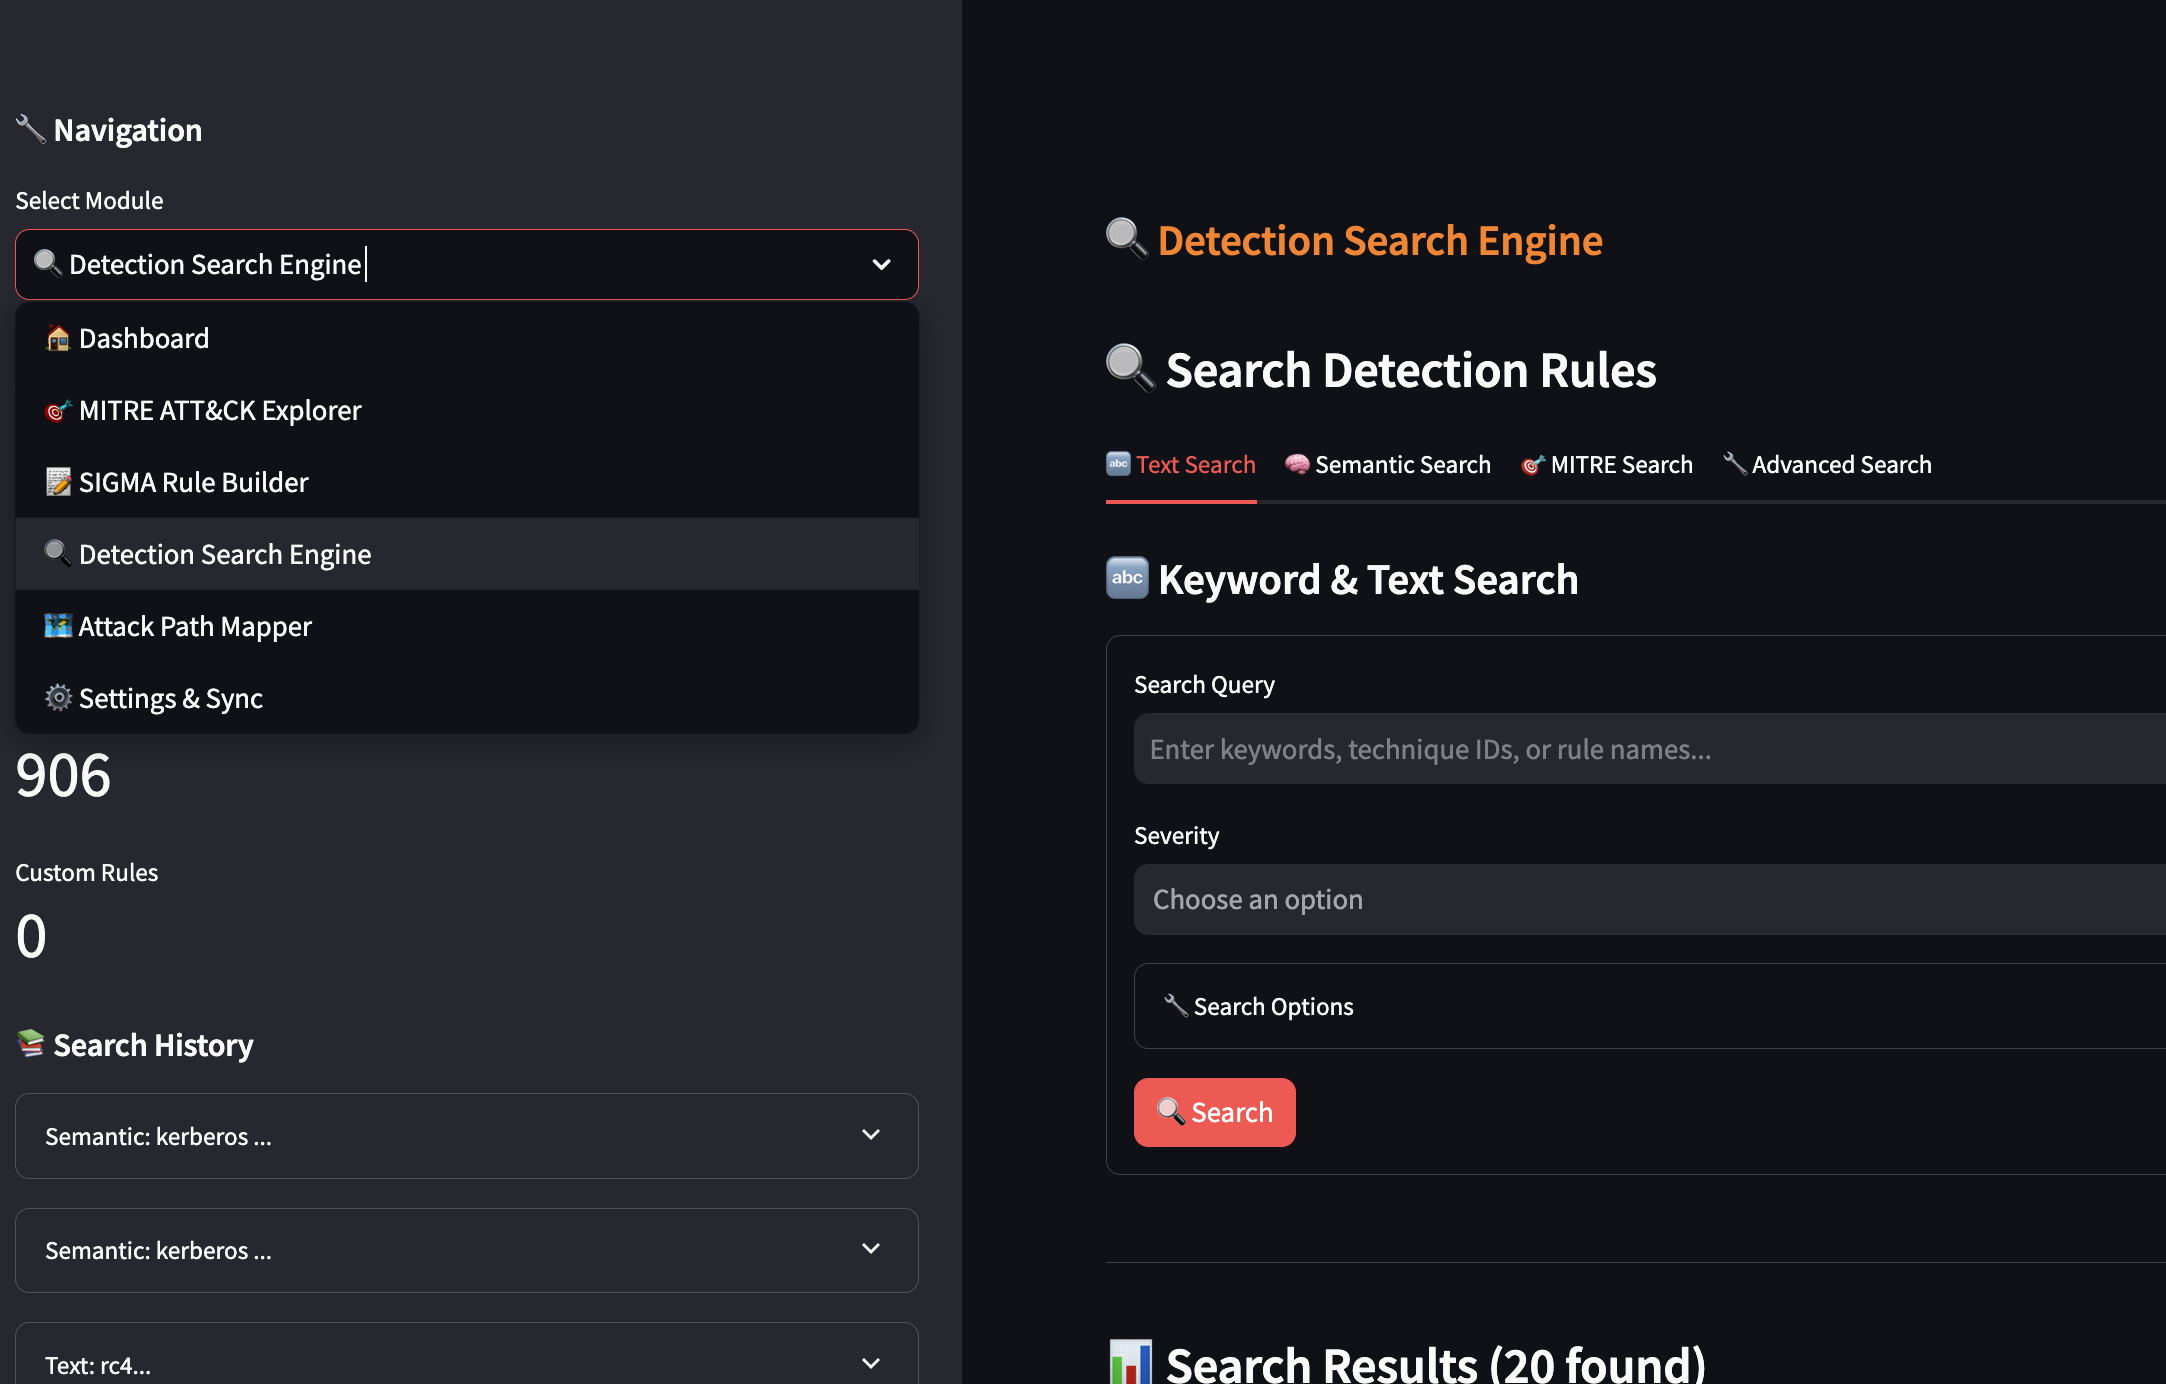 Navigation
Select Module
Detection Search Engine
Dashboard
MITRE ATT&CK Explorer
SIGMA Rule Builder
Detection Search Engine
Attack Path Mapper
Settings & Sync
906
Custom Rules
0
Search History
Semantic: kerberos ...
Semantic: kerberos ...
Text: rc4...
Detection Search Engine
Search Detection Rules
abc Text Search Semantic Search MITRE Search Advanced Search
abc Keyword & Text Search
Search Query
Enter keywords, technique IDs, or rule names...
Severity
Choose an option
Search Options
Search
Search Results (20 found)